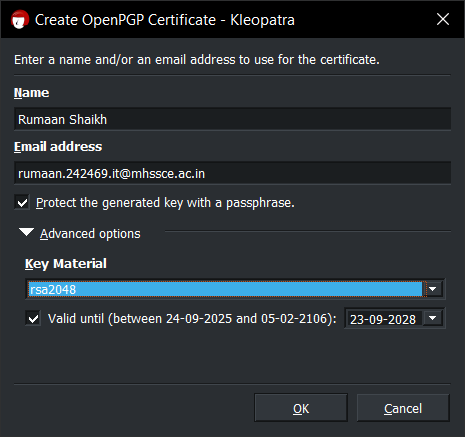 Create OpenPGP Certificate - Kleopatra
Enter a name and/or an email address to use for the certificate.
Name
Rumaan Shaikh
Email address
rumaan.242469.it@mhssce.ac.in
Protect the generated key with a passphrase.
Advanced options
Key Material
rsa2048
Valid until (between 24-09-2025 and 05-02-2106): 23-09-2028
OK Cancel